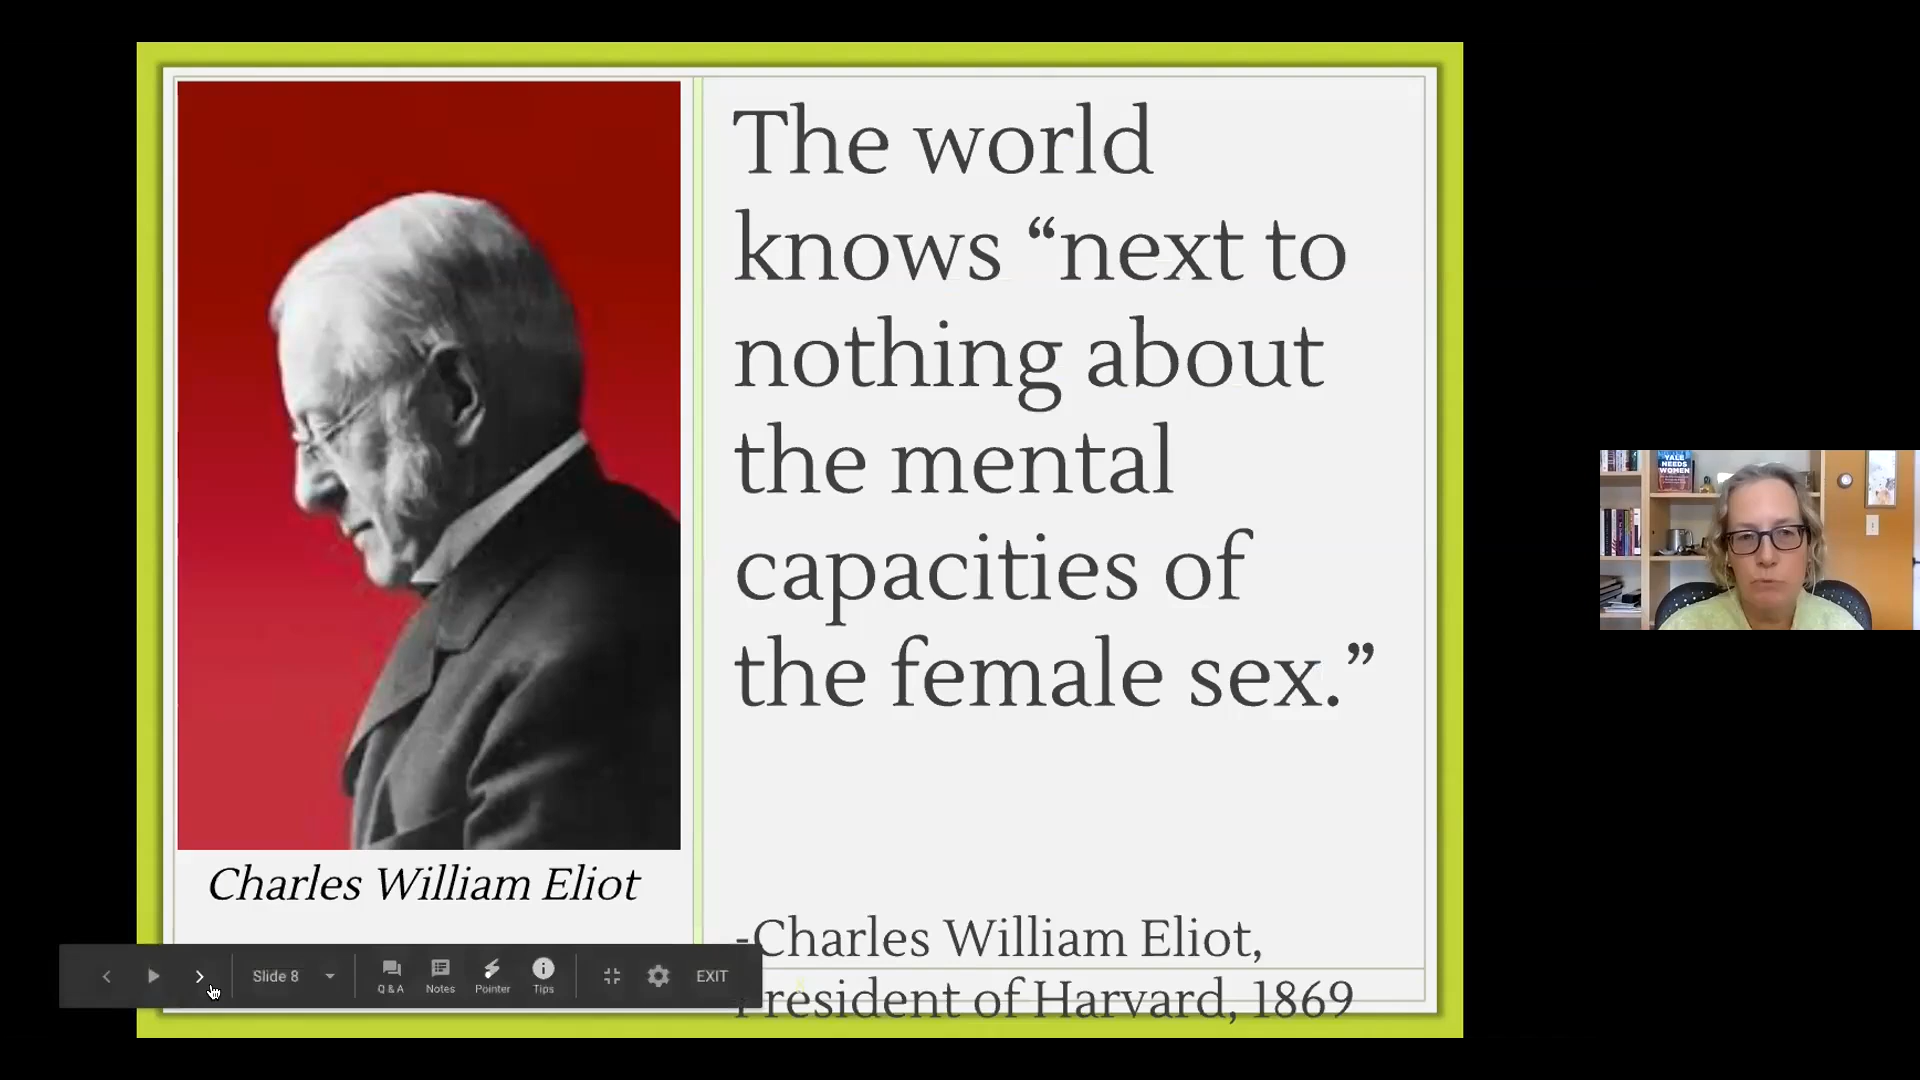 The world
knows “next to
nothing about
the mental
capacities of
the female sex.”
Charles William Eliot
-Charles William Eliot,
President of Harvard, 1869
Slide 8
Q & A
Notes
Pointer
Tips
EXIT
YALE
NEEDS
WOMEN